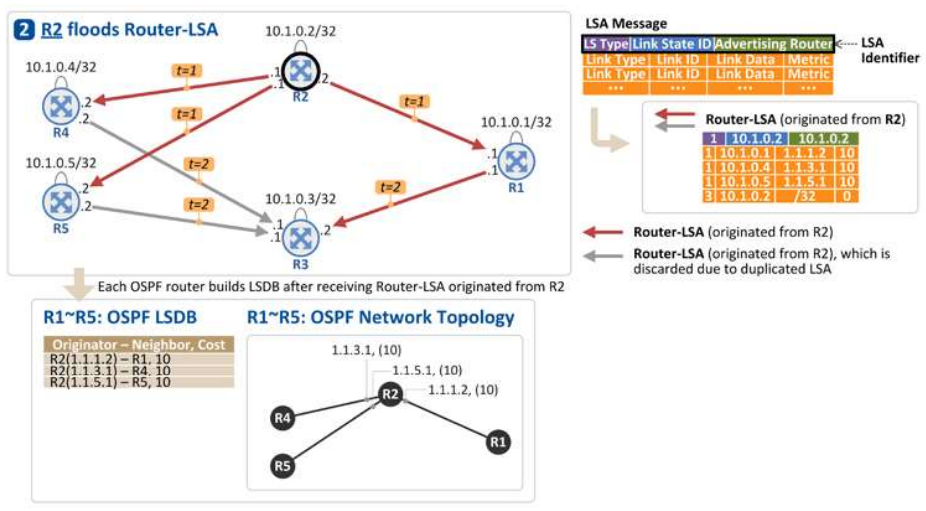 2 R2 floods Router-LSA
10.1.0.2/32
.1
.1
.2
R2
10.1.0.4/32
.2
.2
R4
t=1
t=1
t=1
10.1.0.1/32
.1
.1
R1
10.1.0.5/32
.2
.2
R5
t=2
t=2
t=2
10.1.0.3/32
.1
.1
.2
R3
LSA Message
LS Type Link State ID Advertising Router
LSA Identifier
Link Type Link ID Link Data Metric
Link Type Link ID Link Data Metric
... ... ... ...
Router-LSA (originated from R2)
1 10.1.0.2 10.1.0.2
1 10.1.0.1 1.1.1.2 10
1 10.1.0.4 1.1.3.1 10
1 10.1.0.5 1.1.5.1 10
3 10.1.0.2 /32 0
Router-LSA (originated from R2)
Router-LSA (originated from R2), which is
discarded due to duplicated LSA
Each OSPF router builds LSDB after receiving Router-LSA originated from R2
R1~R5: OSPF LSDB
Originator – Neighbor, Cost
R2(1.1.1.2) – R1, 10
R2(1.1.3.1) – R4, 10
R2(1.1.5.1) – R5, 10
R1~R5: OSPF Network Topology
1.1.3.1, (10)
1.1.5.1, (10)
1.1.1.2, (10)
R2
R4
R1
R5